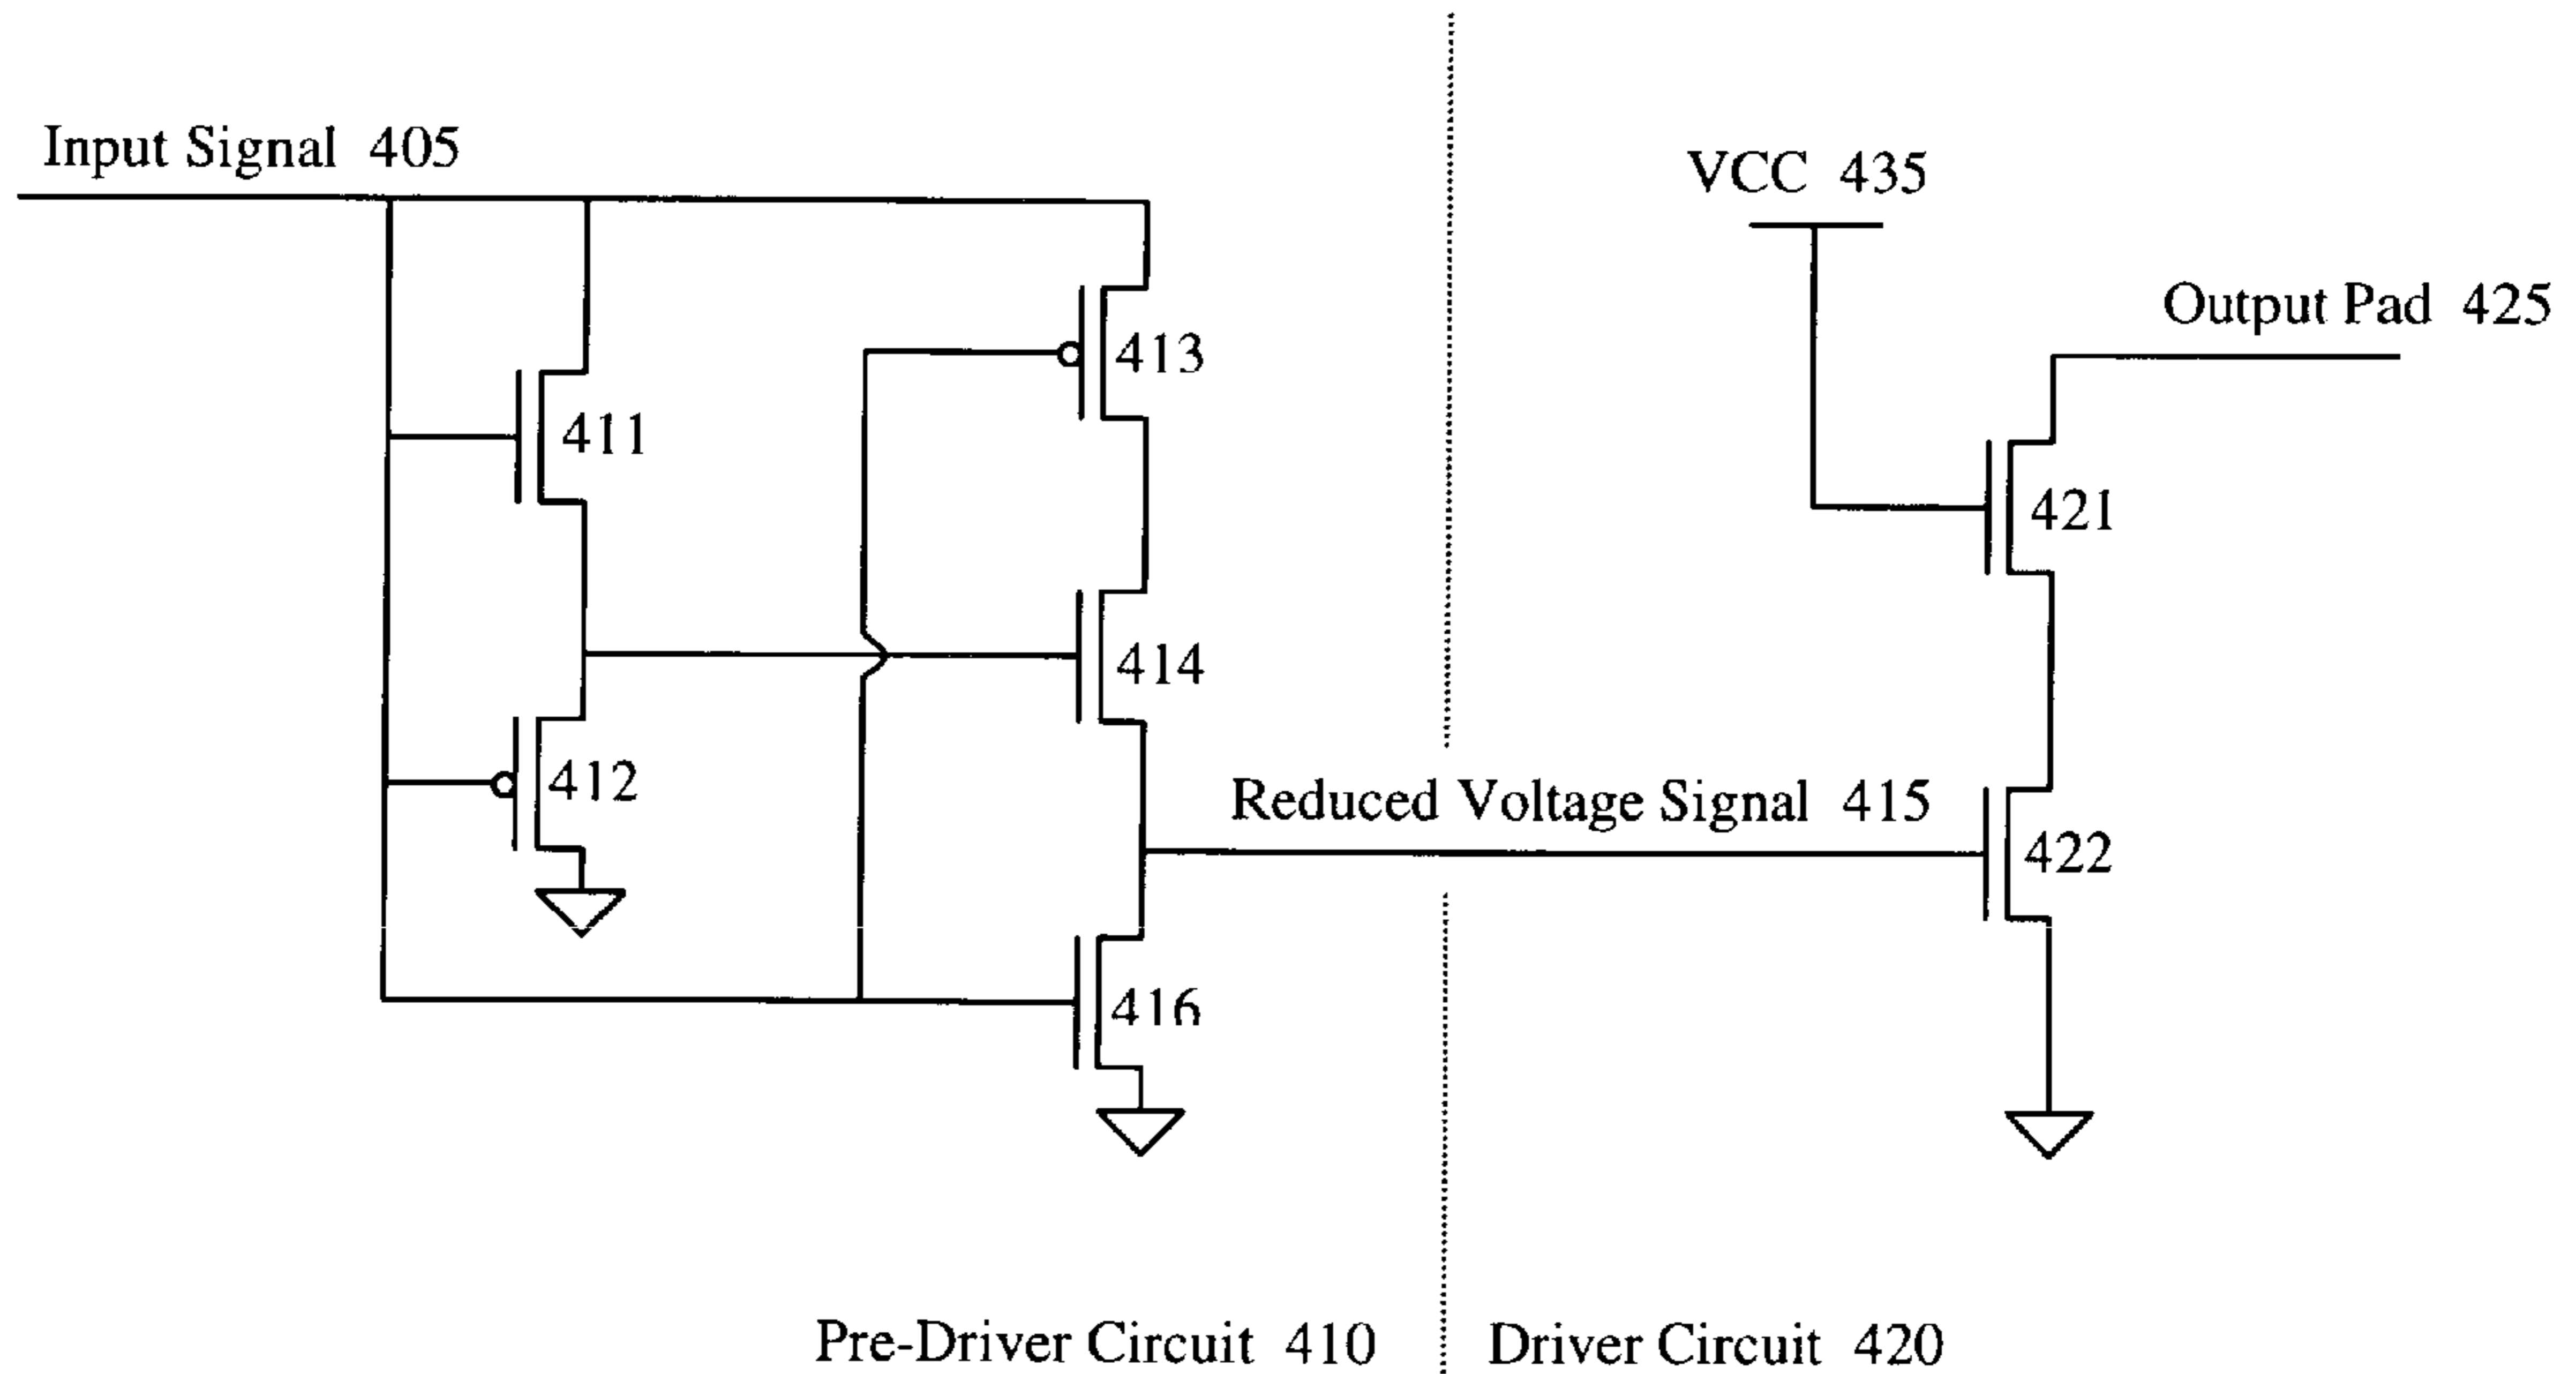 Input Signal 405
VCC 435
Output Pad 425
413
411
421
414
412
Reduced Voltage Signal 415
422
416
Pre-Driver Circuit 410
Driver Circuit 420